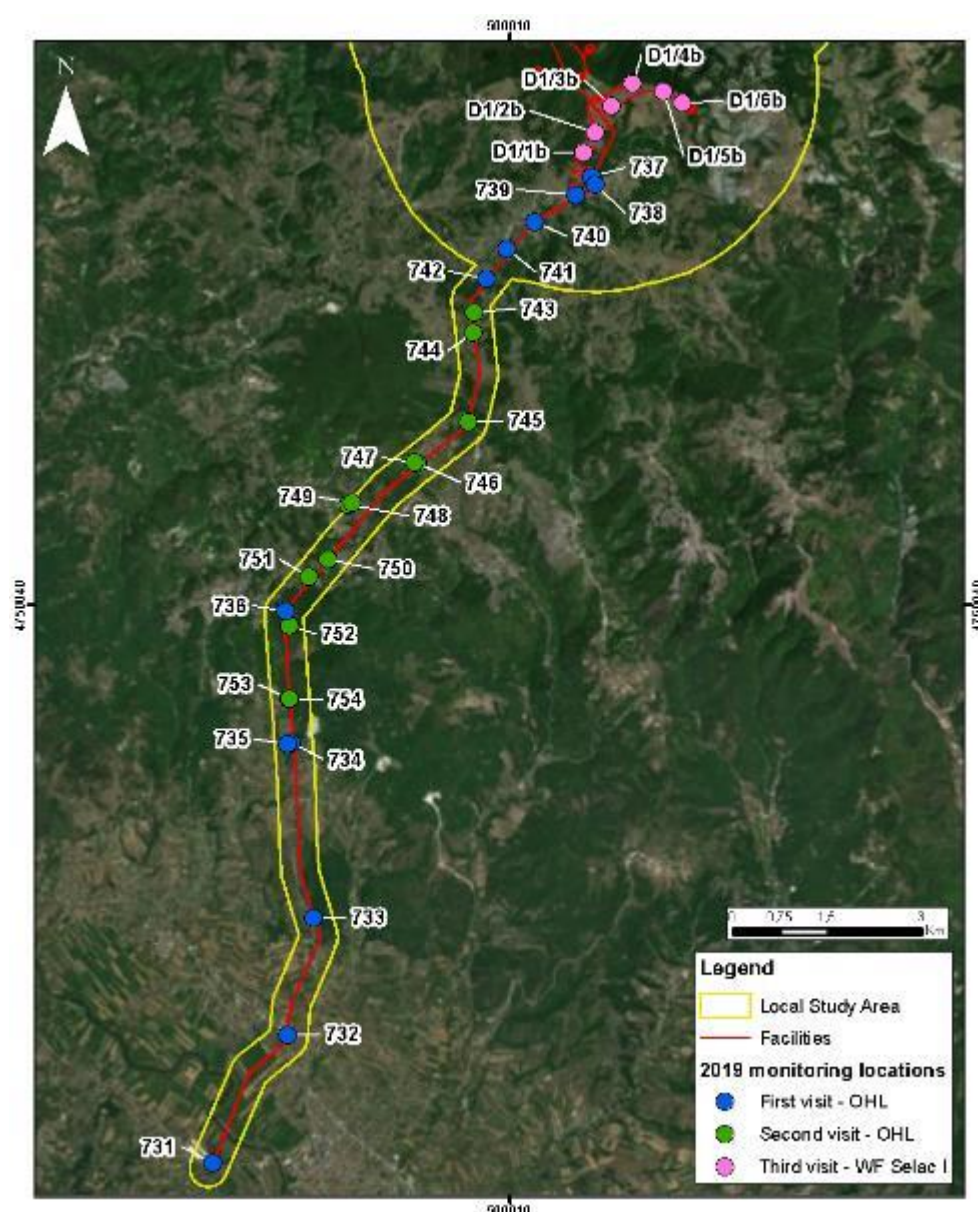 500010
N
D1/4b
D1/3b
D1/6b
D1/2b
D1/5b
D1/1b
737
739
738
740
741
742
743
744
745
747
746
749
748
751
750
736
4750040
4750040
752
753
754
735
734
733
0 0,75 1,5 3
Km
Legend
Local Study Area
Facilities
732
2019 monitoring locations
First visit - OHL
Second visit - OHL
731
Third visit - WF Selac I
500010